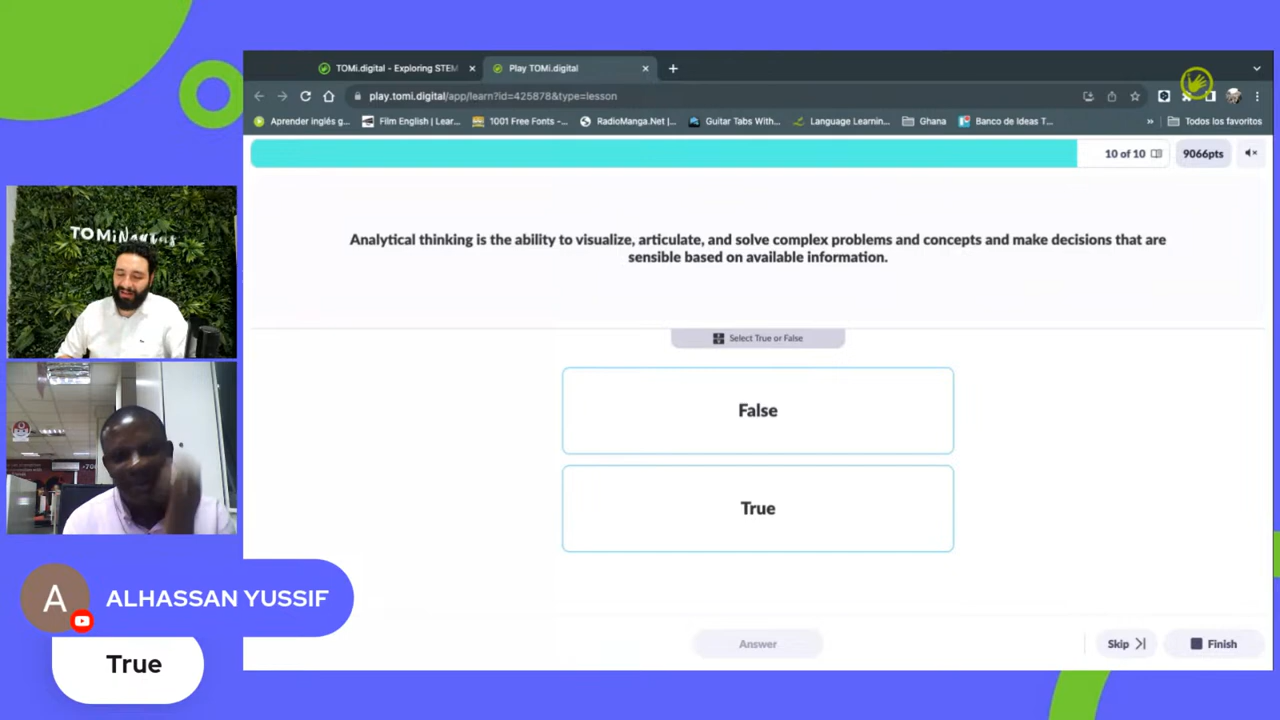 TOMi.digital - Exploring STEM
Play TOMi.digital
play.tomi.digital/app/learn?id=425878&type=lesson
Aprender inglés g...
Film English | Lear...
1001 Free Fonts -...
RadioManga.Net |...
Guitar Tabs With...
Language Learnin...
Ghana
Banco de Ideas T...
»
Todos los favoritos
10 of 10
9066pts
Analytical thinking is the ability to visualize, articulate, and solve complex problems and concepts and make decisions that are
sensible based on available information.
Select True or False
False
True
Answer
Skip
Finish
TOMiNautas
A
ALHASSAN YUSSIF
True